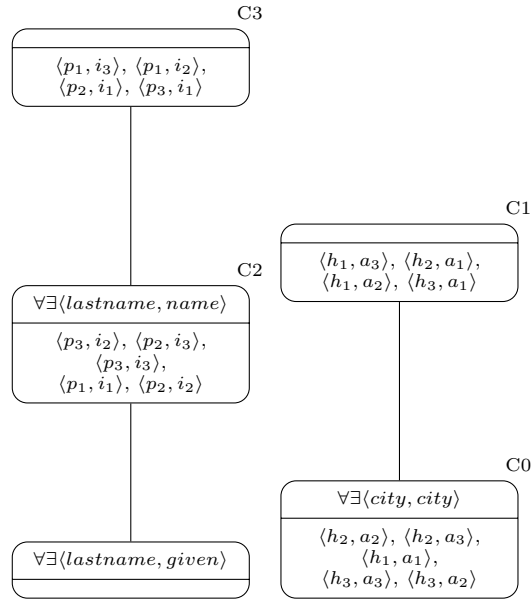 C3
⟨p₁, i₃⟩, ⟨p₁, i₂⟩,
⟨p₂, i₁⟩, ⟨p₃, i₁⟩
C2
∀∃⟨lastname, name⟩
⟨p₃, i₂⟩, ⟨p₂, i₃⟩,
⟨p₃, i₃⟩,
⟨p₁, i₁⟩, ⟨p₂, i₂⟩
∀∃⟨lastname, given⟩
C1
⟨h₁, a₃⟩, ⟨h₂, a₁⟩,
⟨h₁, a₂⟩, ⟨h₃, a₁⟩
C0
∀∃⟨city, city⟩
⟨h₂, a₂⟩, ⟨h₂, a₃⟩,
⟨h₁, a₁⟩,
⟨h₃, a₃⟩, ⟨h₃, a₂⟩